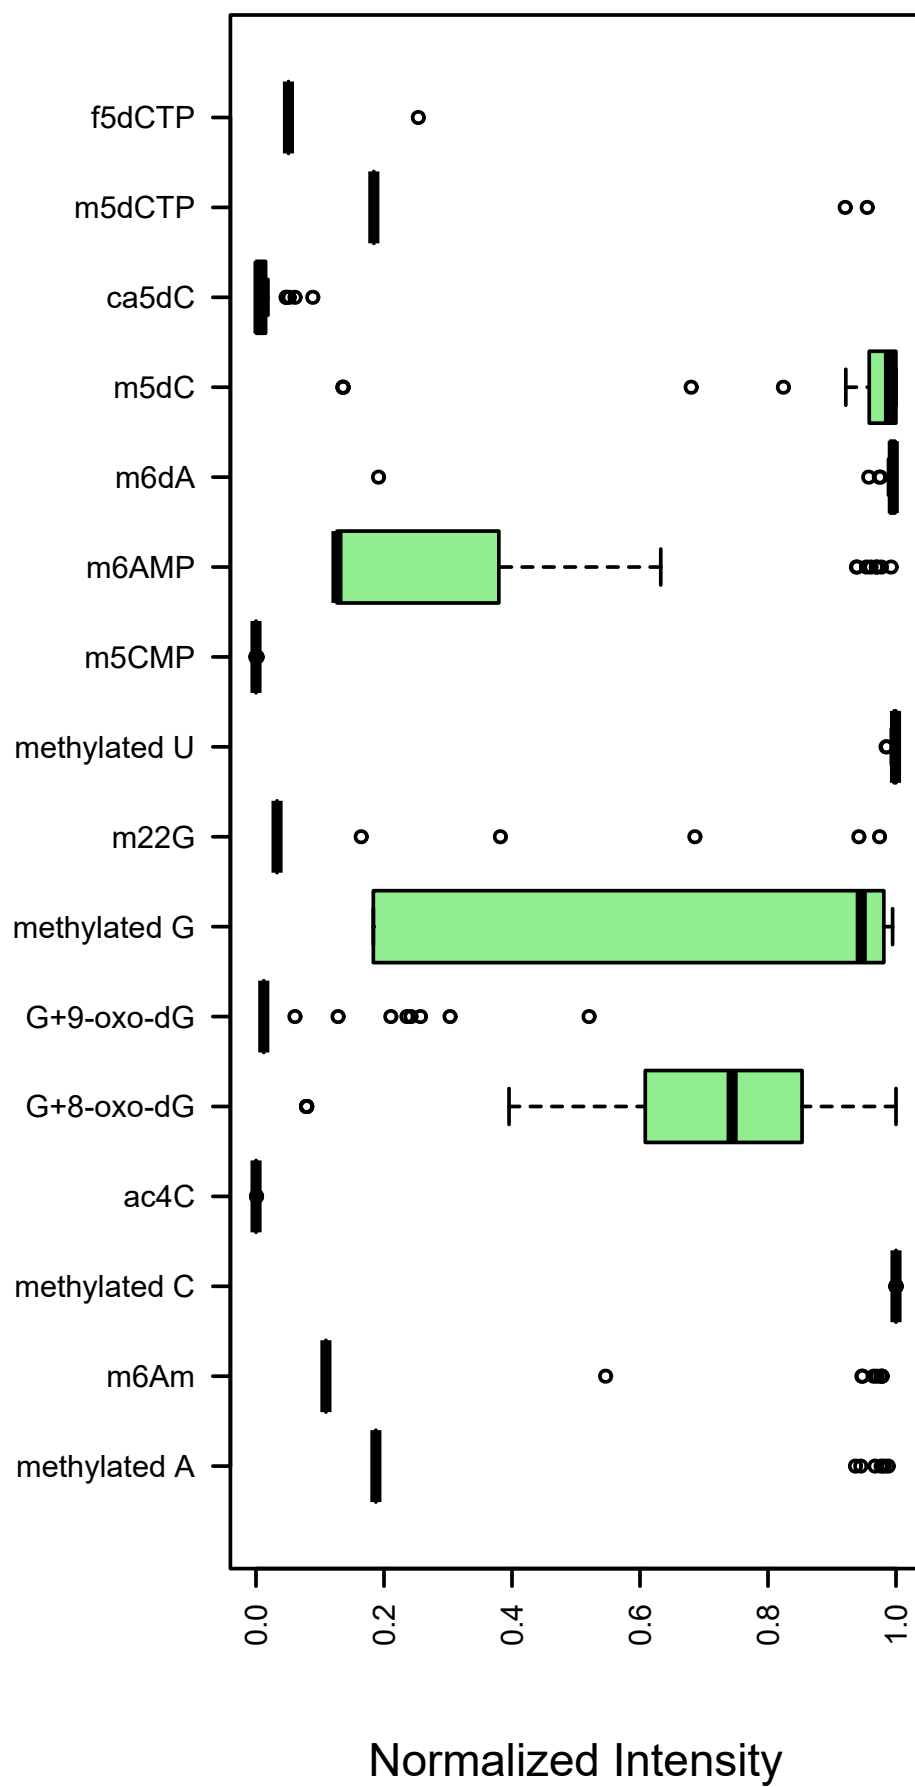 f5dCTP
m5dCTP
ca5dC
m5dC
m6dA
m6AMP
m5CMP
methylated U
m22G
methylated G
G+9-oxo-dG
G+8-oxo-dG
ac4C
methylated C
m6Am
methylated A
0.0
0.2
0.4
0.6
0.8
1.0
Normalized Intensity